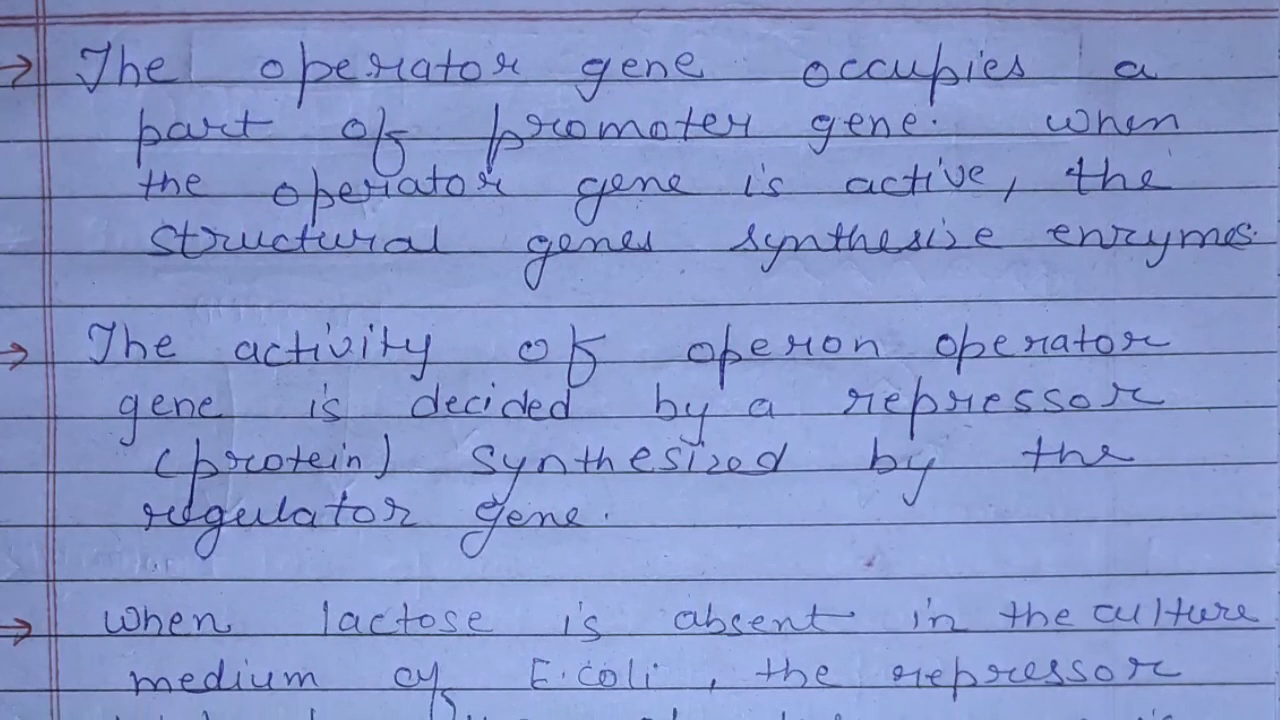 → The operator gene occupies a
part of promoter gene. when
the operator gene is active, the
structural genes synthesize enzymes.
→ The activity of operon operator
gene is decided by a repressor
(protein) synthesized by the
regulator gene.
→ when lactose is absent in the culture
medium of E.coli, the repressor